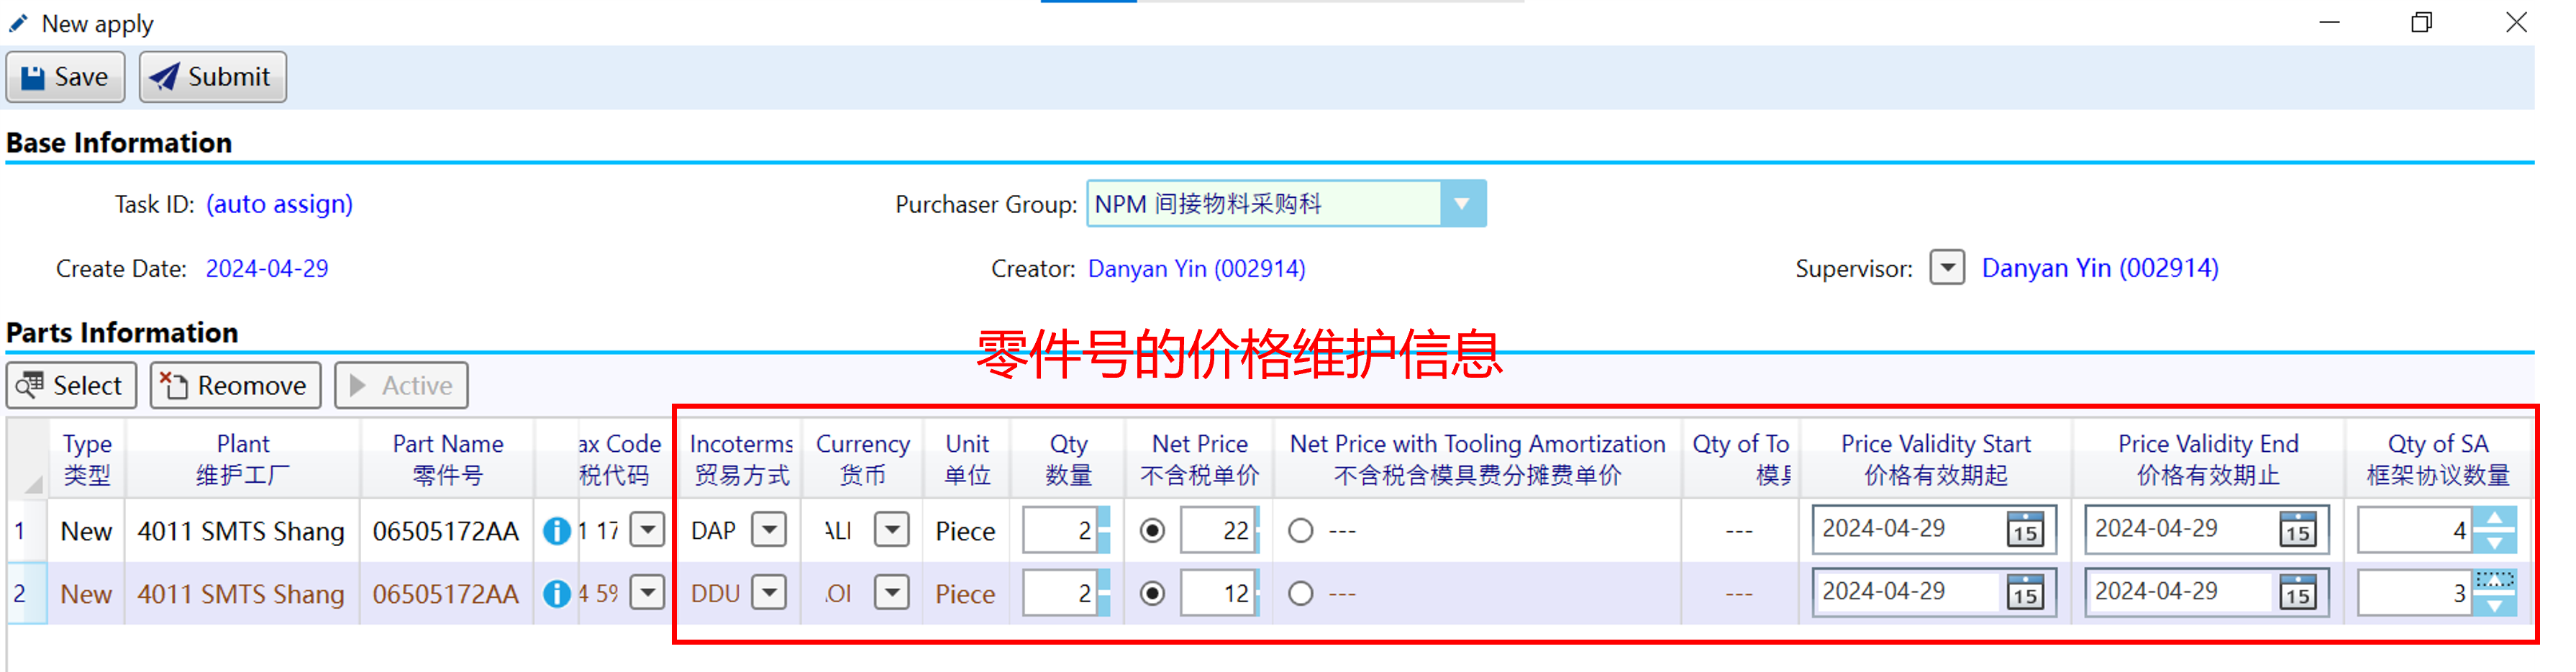 New apply
Save Submit
Base Information
Task ID: (auto assign) Purchaser Group: NPM 间接物料采购科
Create Date: 2024-04-29 Creator: Danyan Yin (002914) Supervisor: Danyan Yin (002914)
Parts Information
零件号的价格维护信息
Select Reomove Active
Type Plant Part Name ax Code Incoterms Currency Unit Qty Net Price Net Price with Tooling Amortization Qty of To Price Validity Start Price Validity End Qty of SA
类型 维护工厂 零件号 税代码 贸易方式 货币 单位 数量 不含税单价 不含税含模具费分摊费单价 模具 价格有效期起 价格有效期止 框架协议数量
1 New 4011 SMTS Shang 06505172AA 1 17 DAP ALI Piece 2 22 --- --- 2024-04-29 15 2024-04-29 15 4
2 New 4011 SMTS Shang 06505172AA 4 5% DDU Piece 2 12 --- --- 2024-04-29 15 2024-04-29 15 3